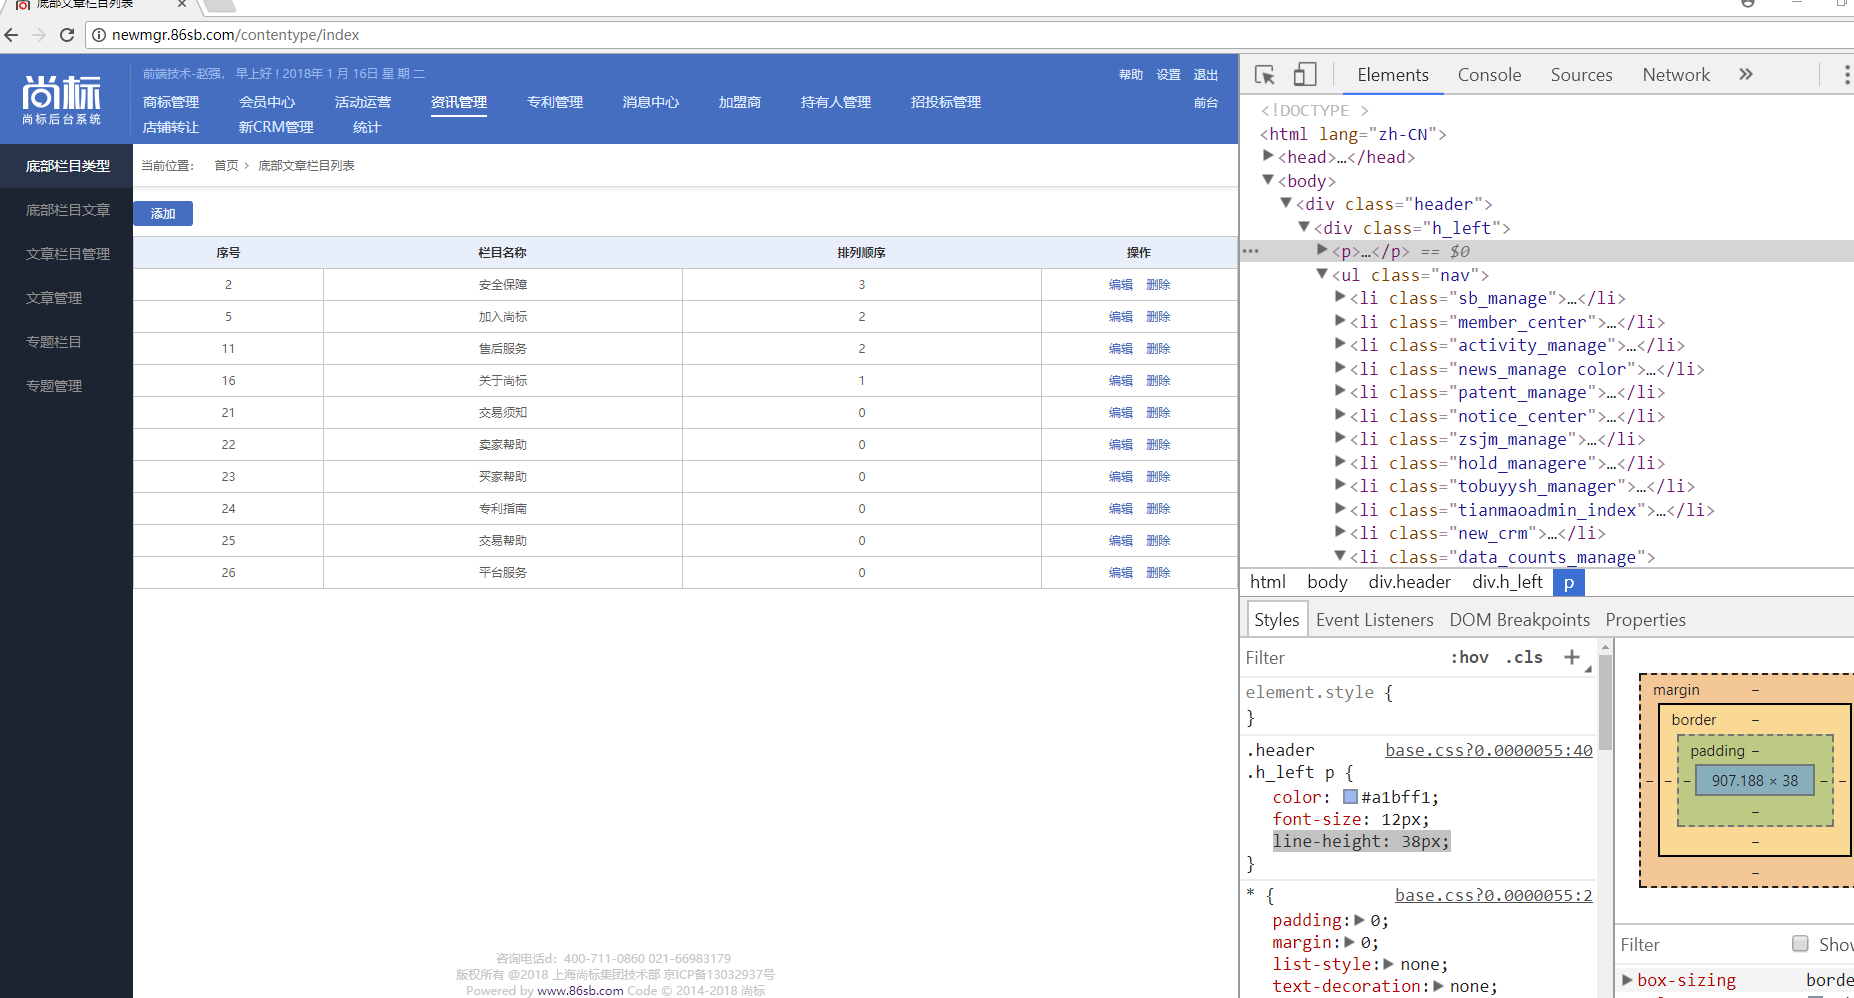 底部文章栏目列表
newmgr.86sb.com/contentype/index
尚标
尚标后台系统
前端技术-赵强， 早上好！2018年 1 月 16日 星 期 二
帮助 设置 退出
商标管理 会员中心 活动运营 资讯管理 专利管理 消息中心 加盟商 持有人管理 招投标管理 前台
店铺转让 新CRM管理 统计
底部栏目类型
底部栏目文章
文章栏目管理
文章管理
专题栏目
专题管理
当前位置： 首页 > 底部文章栏目列表
添加
序号 栏目名称 排列顺序 操作
2 安全保障 3 编辑 删除
5 加入尚标 2 编辑 删除
11 售后服务 2 编辑 删除
16 关于尚标 1 编辑 删除
21 交易须知 0 编辑 删除
22 卖家帮助 0 编辑 删除
23 买家帮助 0 编辑 删除
24 专利指南 0 编辑 删除
25 交易帮助 0 编辑 删除
26 平台服务 0 编辑 删除
咨询电话d：400-711-0860 021-66983179
版权所有 @2018 上海尚标集团技术部 京ICP备13032937号
Powered by www.86sb.com Code © 2014-2018 尚标
Elements Console Sources Network »
<!DOCTYPE >
<html lang="zh-CN">
<head>…</head>
<body>
<div class="header">
<div class="h_left">
<p>…</p> == $0
<ul class="nav">
<li class="sb_manage">…</li>
<li class="member_center">…</li>
<li class="activity_manage">…</li>
<li class="news_manage color">…</li>
<li class="patent_manage">…</li>
<li class="notice_center">…</li>
<li class="zsjm_manage">…</li>
<li class="hold_managere">…</li>
<li class="tobuyysh_manager">…</li>
<li class="tianmaoadmin_index">…</li>
<li class="new_crm">…</li>
<li class="data_counts_manage">
html body div.header div.h_left p
Styles Event Listeners DOM Breakpoints Properties
Filter :hov .cls +
element.style {
}
.header base.css?0.0000055:40
.h_left p {
color: #a1bff1;
font-size: 12px;
line-height: 38px;
}
* { base.css?0.0000055:2
padding: 0;
margin: 0;
list-style: none;
text-decoration: none;
margin –
border –
padding –
– – – 907.188 × 38 – –
–
–
–
Filter Show
box-sizing borde